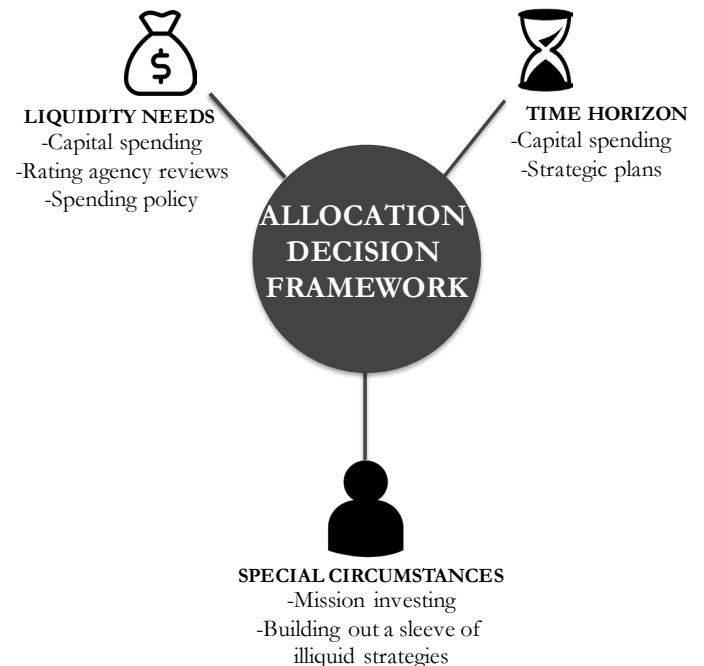 $
LIQUIDITY NEEDS
-Capital spending
-Rating agency reviews
-Spending policy
TIME HORIZON
-Capital spending
-Strategic plans
ALLOCATION
DECISION
FRAMEWORK
SPECIAL CIRCUMSTANCES
-Mission investing
-Building out a sleeve of
illiquid strategies